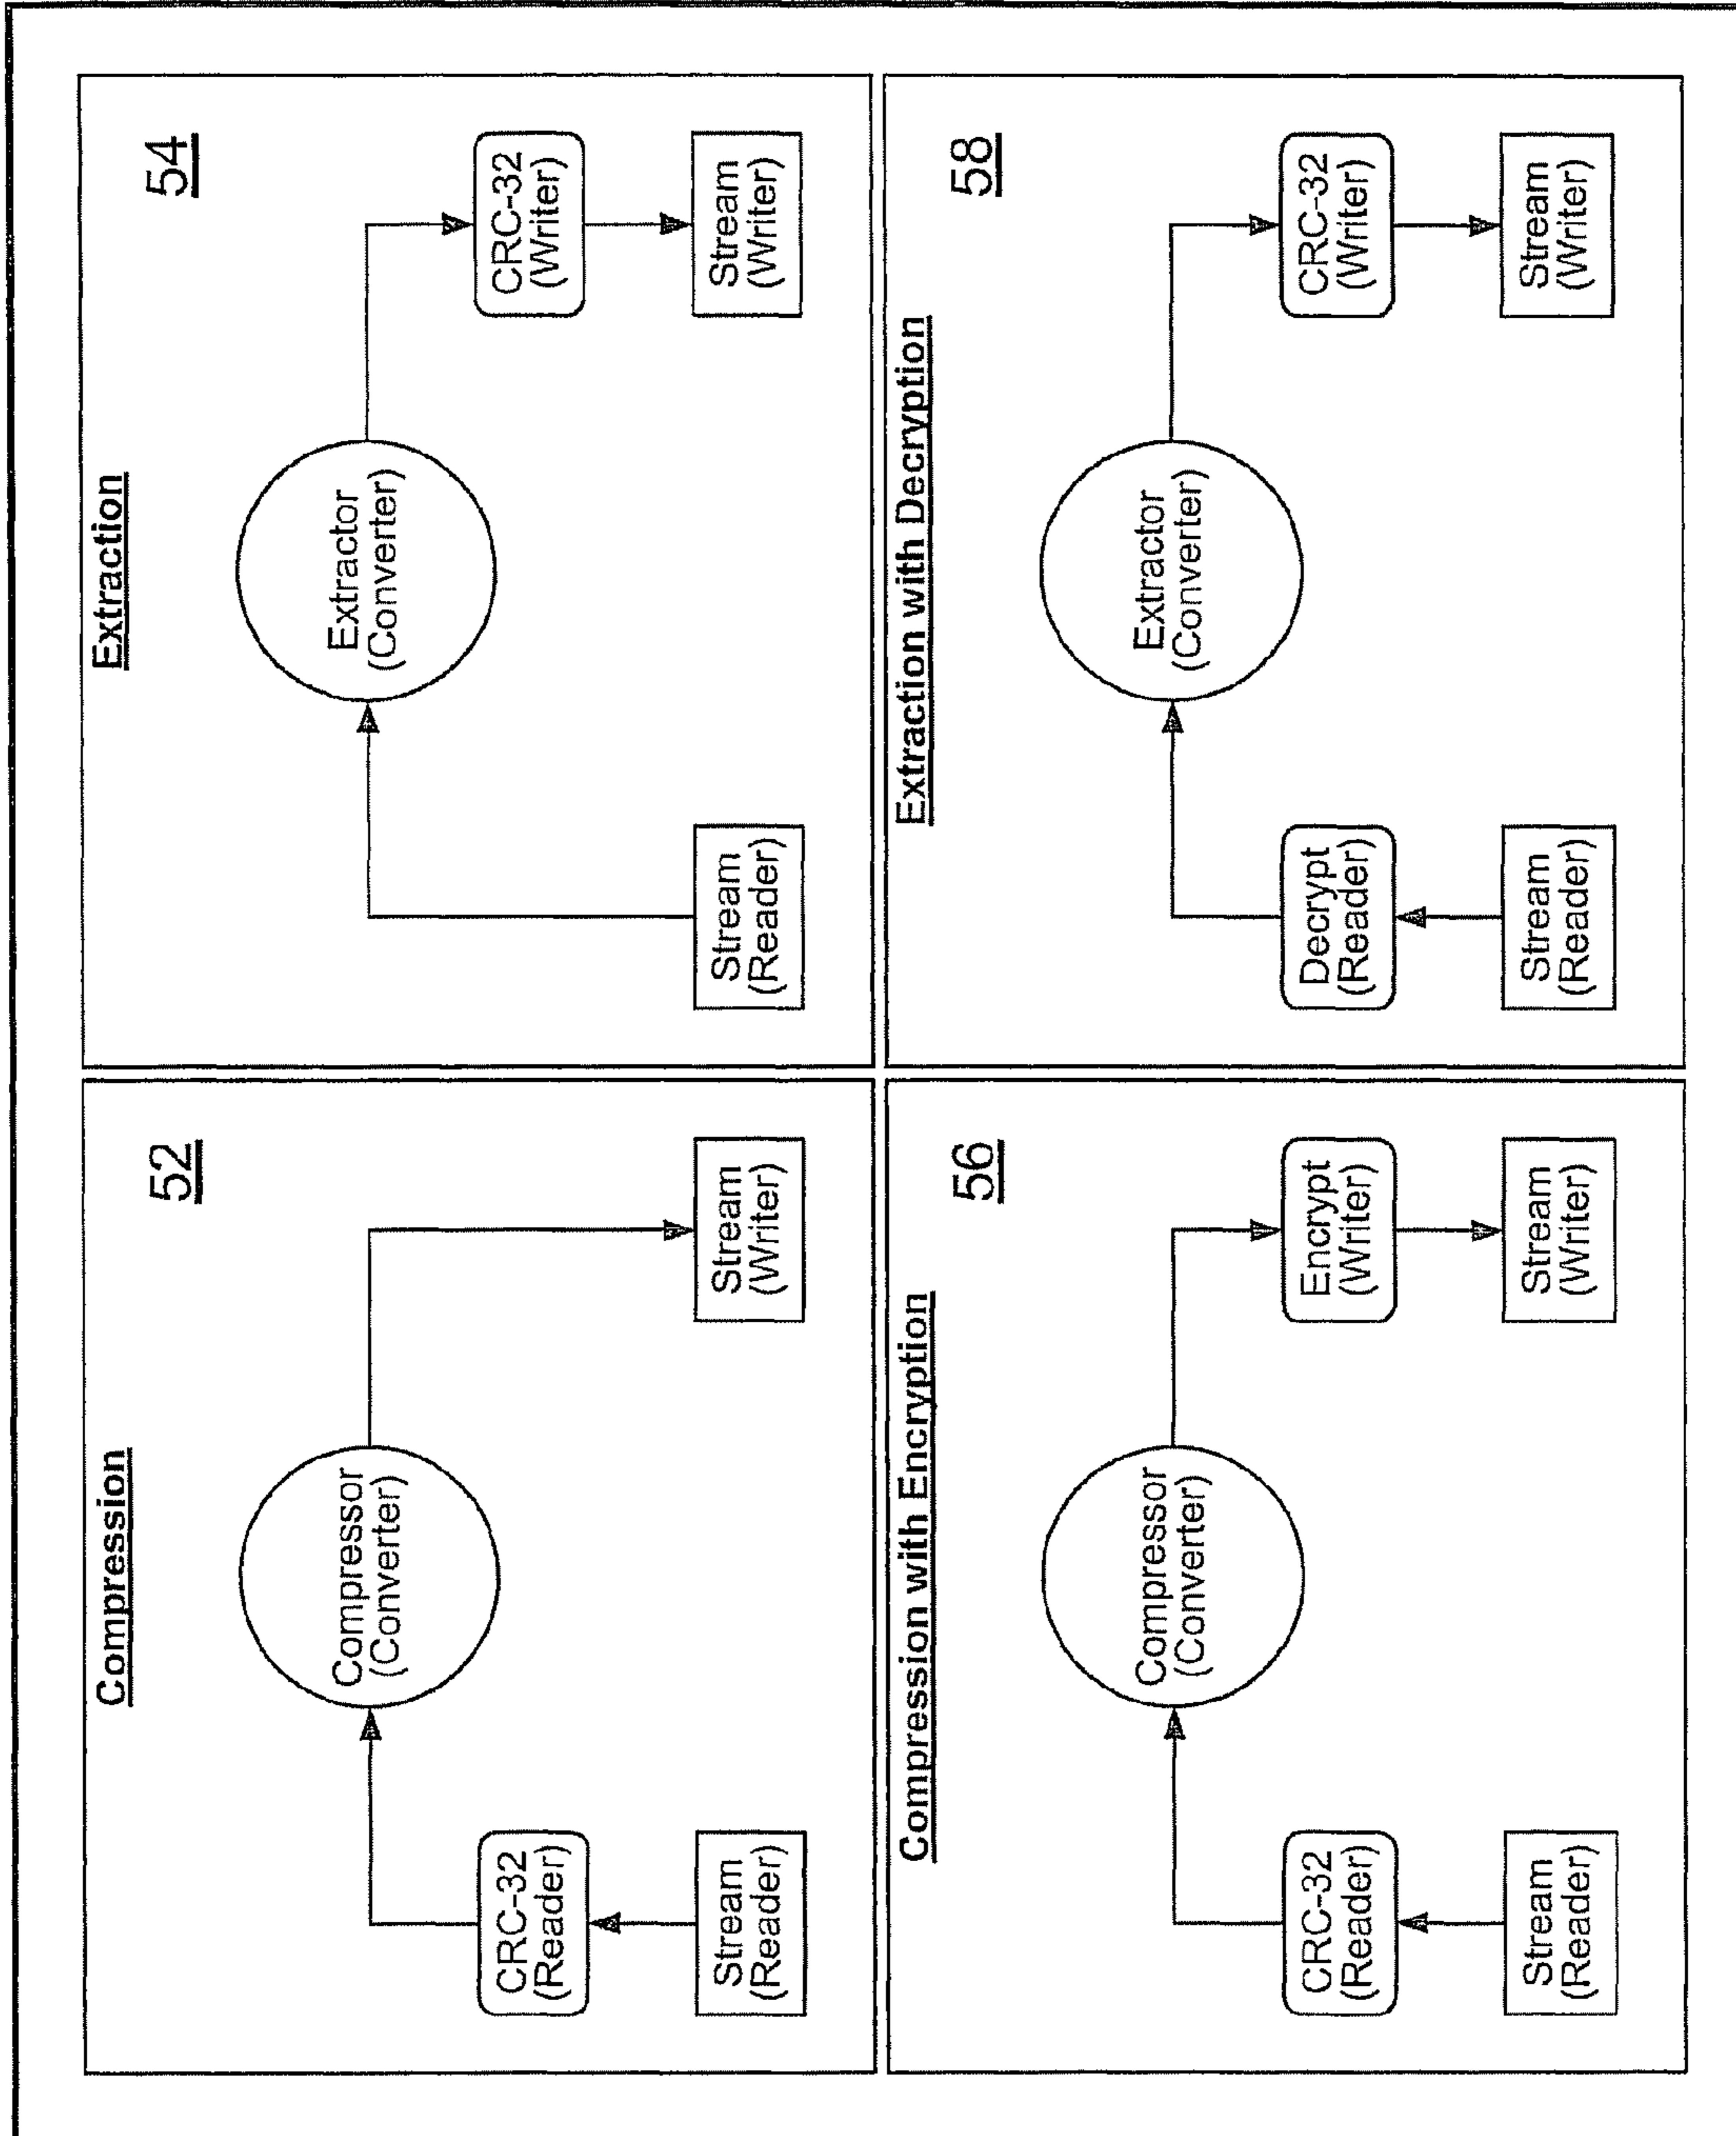 Compression
52
Compressor
(Converter)
CRC-32
(Reader)
Stream
(Reader)
Stream
(Writer)
Extraction
54
Extractor
(Converter)
CRC-32
(Writer)
Stream
(Reader)
Stream
(Writer)
Compression with Encryption
56
Compressor
(Converter)
CRC-32
(Reader)
Encrypt
(Writer)
Stream
(Reader)
Stream
(Writer)
Extraction with Decryption
58
Extractor
(Converter)
Decrypt
(Reader)
CRC-32
(Writer)
Stream
(Reader)
Stream
(Writer)